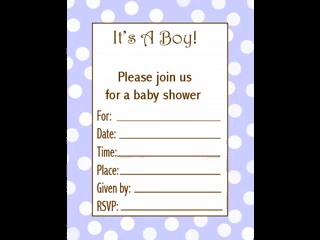 It's A Boy!
Please join us
for a baby shower
For:
Date:
Time:
Place:
Given by:
RSVP: